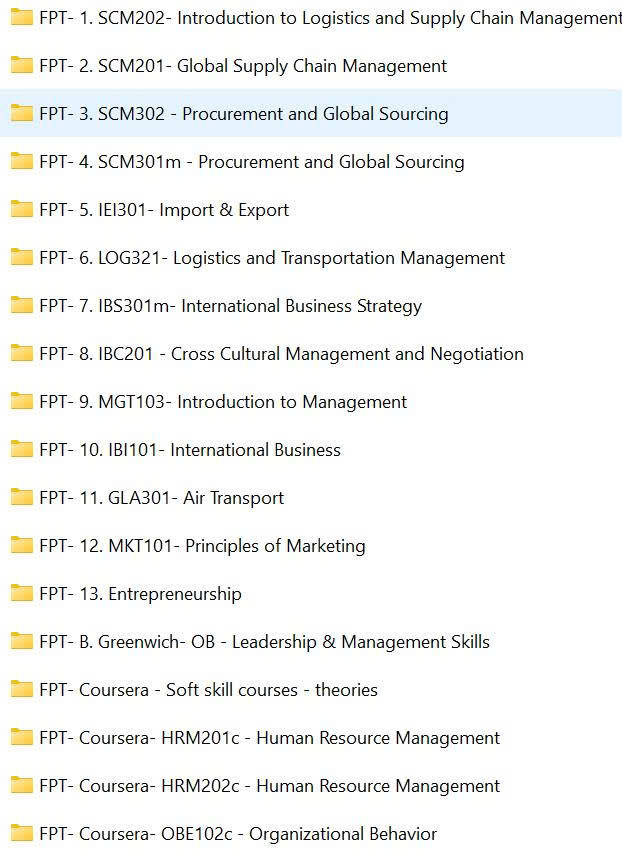 FPT- 1. SCM202- Introduction to Logistics and Supply Chain Management
FPT- 2. SCM201- Global Supply Chain Management
FPT- 3. SCM302 - Procurement and Global Sourcing
FPT- 4. SCM301m - Procurement and Global Sourcing
FPT- 5. IEI301- Import & Export
FPT- 6. LOG321- Logistics and Transportation Management
FPT- 7. IBS301m- International Business Strategy
FPT- 8. IBC201 - Cross Cultural Management and Negotiation
FPT- 9. MGT103- Introduction to Management
FPT- 10. IBI101- International Business
FPT- 11. GLA301- Air Transport
FPT- 12. MKT101- Principles of Marketing
FPT- 13. Entrepreneurship
FPT- B. Greenwich- OB - Leadership & Management Skills
FPT- Coursera - Soft skill courses - theories
FPT- Coursera- HRM201c - Human Resource Management
FPT- Coursera- HRM202c - Human Resource Management
FPT- Coursera- OBE102c - Organizational Behavior